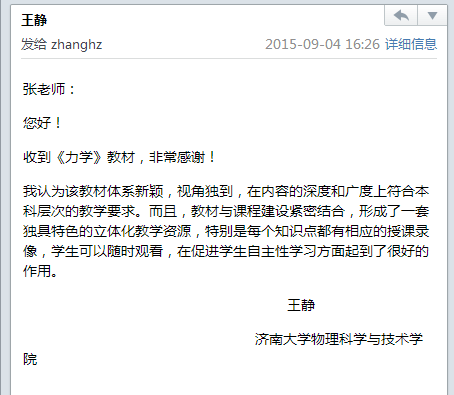 王静
发给 zhanghz 2015-09-04 16:26 详细信息
张老师：
您好！
收到《力学》教材，非常感谢！
我认为该教材体系新颖，视角独到，在内容的深度和广度上符合本
科层次的教学要求。而且，教材与课程建设紧密结合，形成了一套
独具特色的立体化教学资源，特别是每个知识点都有相应的授课录
像，学生可以随时观看，在促进学生自主性学习方面起到了很好的
作用。
王静
济南大学物理科学与技术学
院